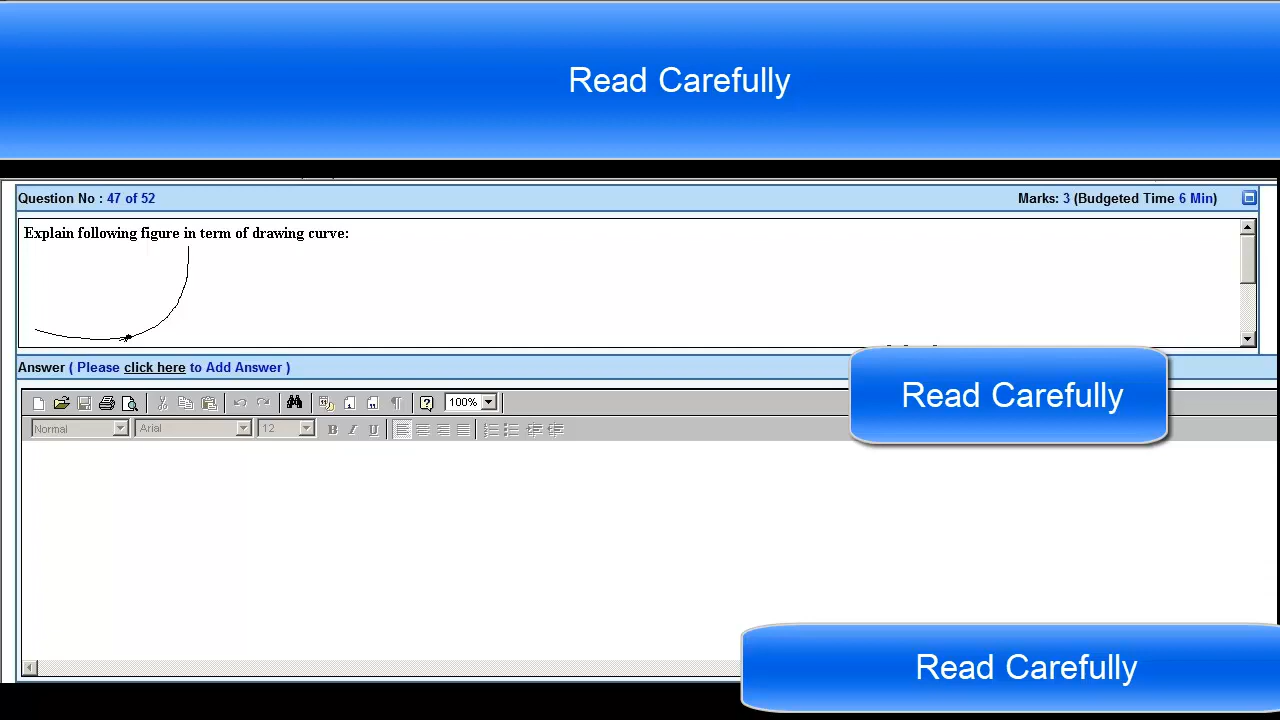 Read Carefully
Question No : 47 of 52
Marks: 3 (Budgeted Time 6 Min)
Explain following figure in term of drawing curve:
Answer ( Please click here to Add Answer )
100%
Normal
Arial
12
B I U
Read Carefully
Read Carefully